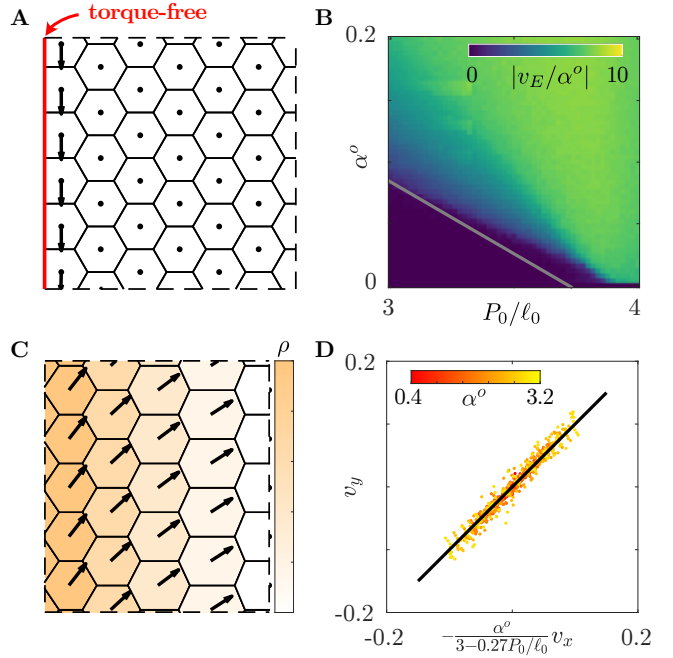 A
torque-free
B
0.2
α^o
0
3
P_0/ℓ_0
4
0
|v_E/α^o|
10
C
ρ
D
0.2
v_y
-0.2
0.4
α^o
3.2
-0.2
-\frac{α^o}{3-0.27P_0/ℓ_0}v_x
0.2